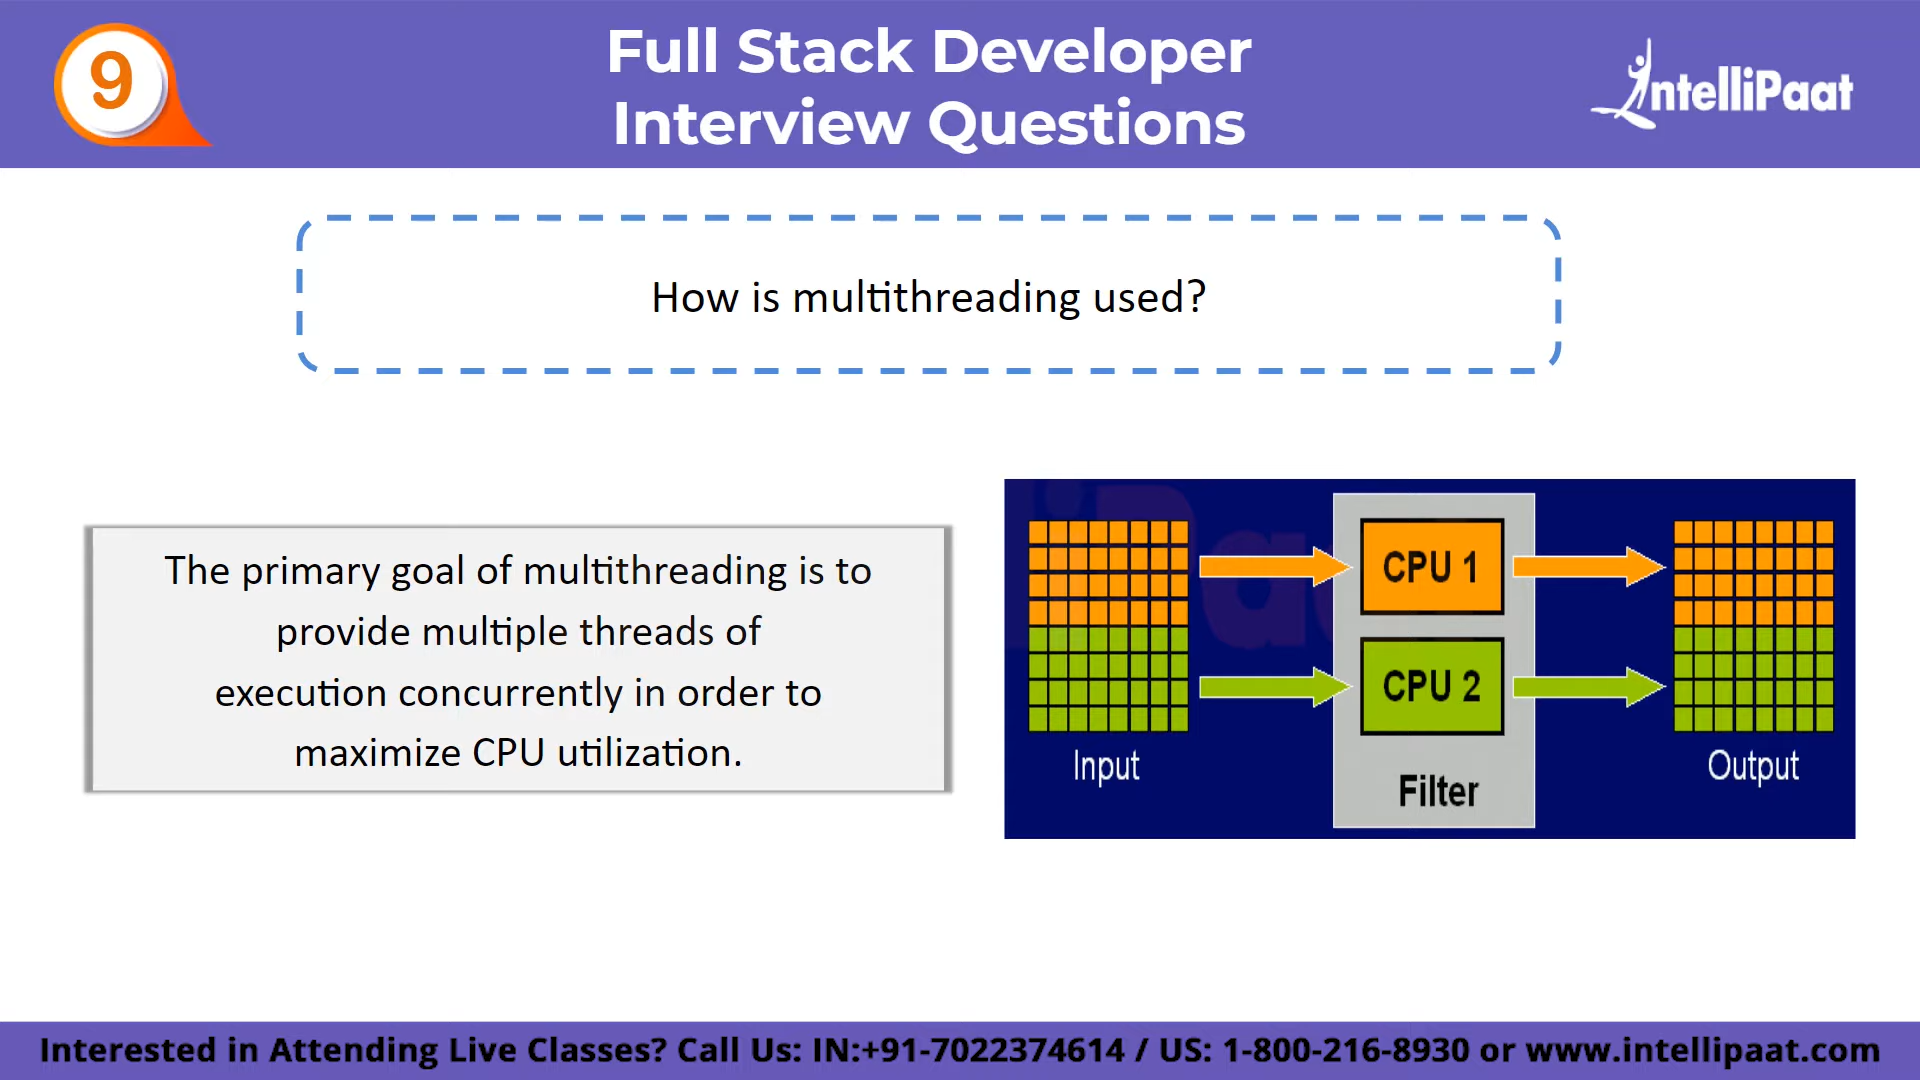 9
Full Stack Developer
Interview Questions
IntelliPaat
How is multithreading used?
The primary goal of multithreading is to
provide multiple threads of
execution concurrently in order to
maximize CPU utilization.
CPU 1
CPU 2
Input
Filter
Output
Interested in Attending Live Classes? Call Us: IN:+91-7022374614 / US: 1-800-216-8930 or www.intellipaat.com